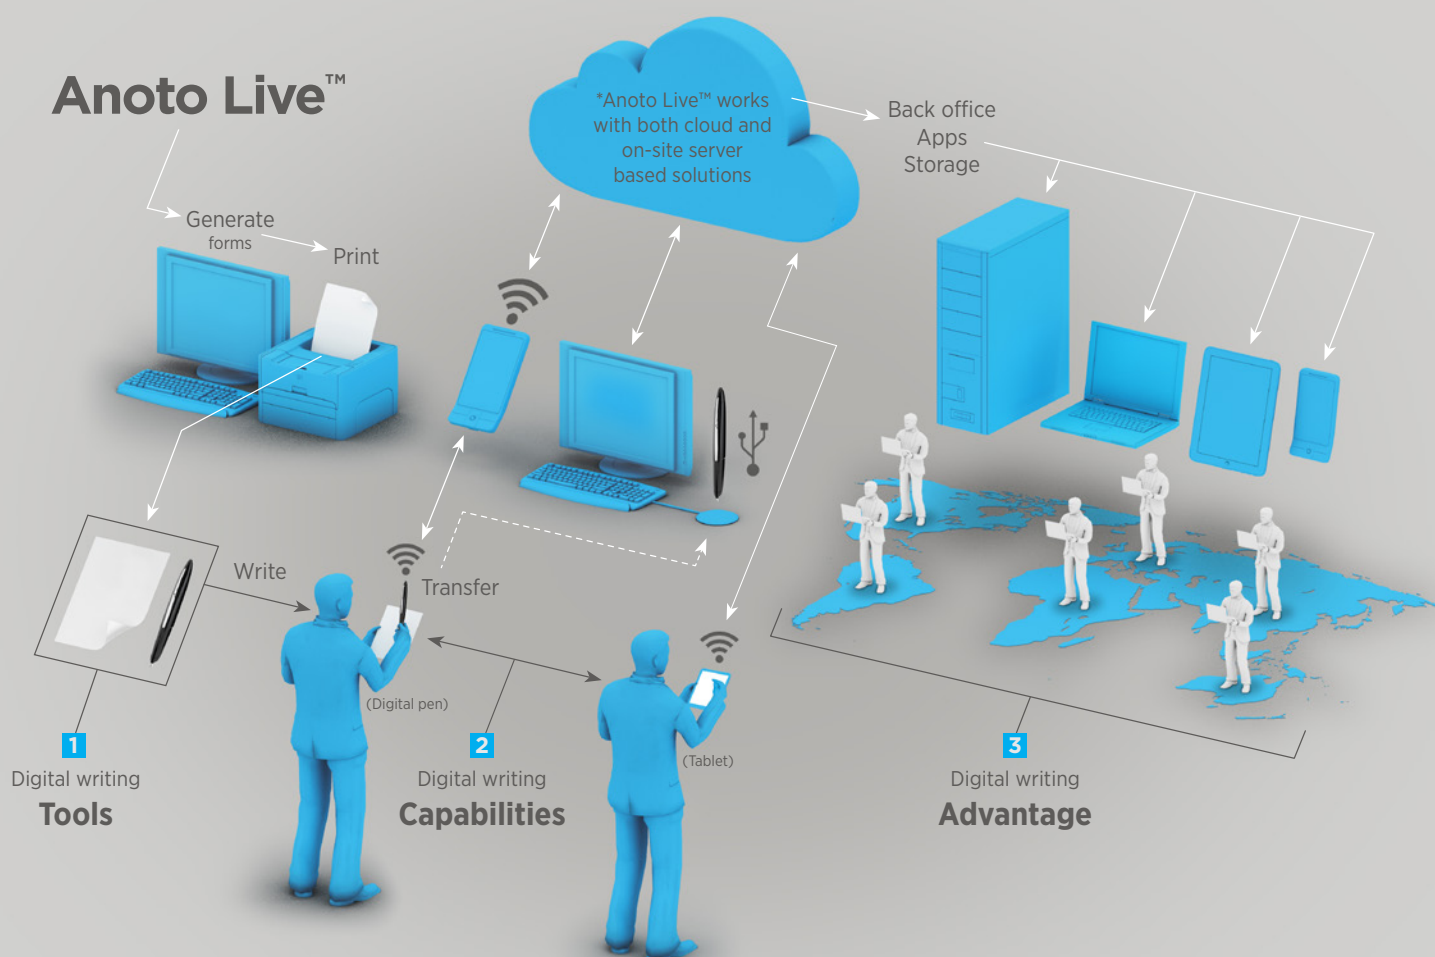 Anoto Live™
*Anoto Live™ works
with both cloud and
on-site server
based solutions
Back office
Apps
Storage
Generate
forms
Print
Write
Transfer
(Digital pen)
(Tablet)
1
Digital writing
Tools
2
Digital writing
Capabilities
3
Digital writing
Advantage